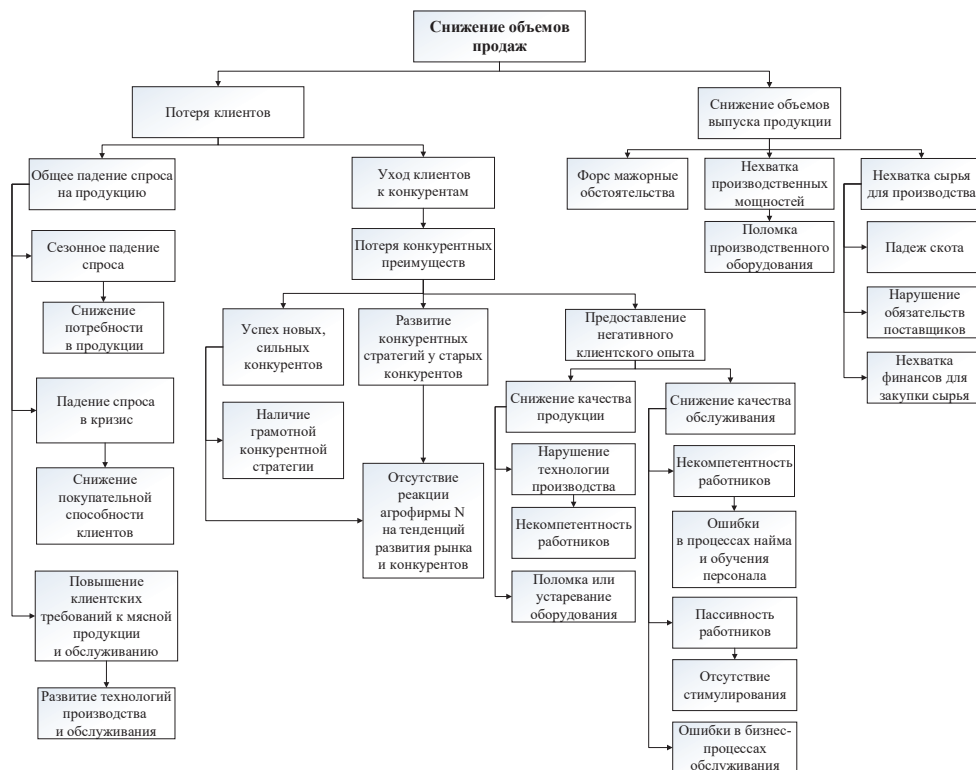 Снижение объемов
продаж
Потеря клиентов
Снижение объемов
выпуска продукции
Общее падение спроса
на продукцию
Уход клиентов
к конкурентам
Форс мажорные
обстоятельства
Нехватка
производственных
мощностей
Нехватка сырья
для производства
Сезонное падение
спроса
Потеря конкурентных
преимуществ
Поломка
производственного
оборудования
Падеж скота
Снижение
потребности
в продукции
Успех новых,
сильных
конкурентов
Развитие
конкурентных
стратегий у старых
конкурентов
Предоставление
негативного
клиентского опыта
Нарушение
обязательств
поставщиков
Нехватка
финансов для
закупки сырья
Падение спроса
в кризис
Наличие
грамотной
конкурентной
стратегии
Снижение качества
продукции
Снижение качества
обслуживания
Снижение
покупательной
способности
клиентов
Отсутствие
реакции
агрофирмы N
на тенденций
развития рынка
и конкурентов
Нарушение
технологии
производства
Некомпетентность
работников
Некомпетентность
работников
Ошибки
в процессах найма
и обучения
персонала
Повышение
клиентских
требований к мясной
продукции
и обслуживанию
Поломка или
устаревание
оборудования
Пассивность
работников
Отсутствие
стимулирования
Развитие технологий
производства
и обслуживания
Ошибки в бизнес-
процессах
обслуживания